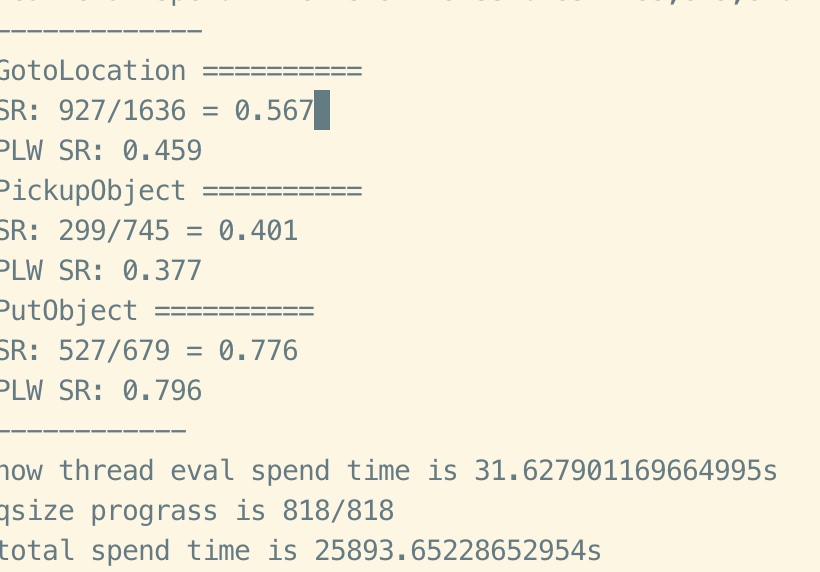 ------------
GotoLocation ==========
SR: 927/1636 = 0.567
PLW SR: 0.459
PickupObject ==========
SR: 299/745 = 0.401
PLW SR: 0.377
PutObject ==========
SR: 527/679 = 0.776
PLW SR: 0.796
------------
now thread eval spend time is 31.627901169664995s
qsize prograss is 818/818
total spend time is 25893.65228652954s